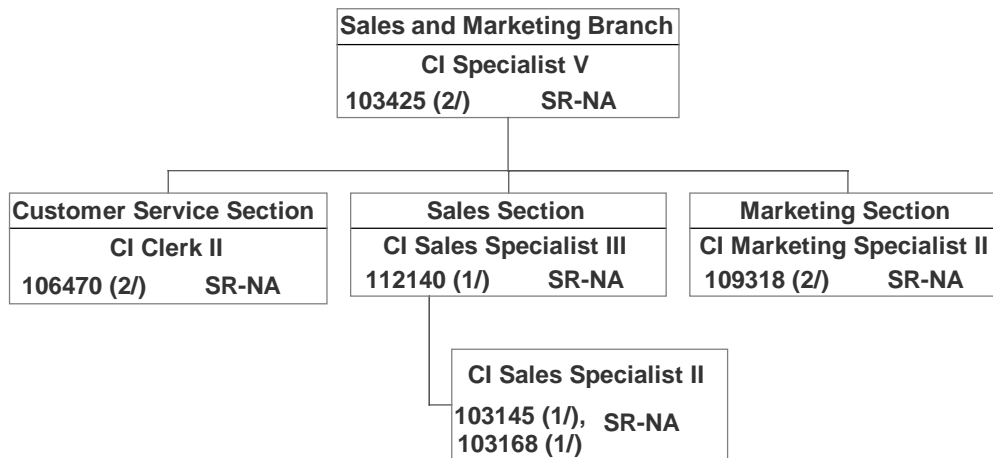 Sales and Marketing Branch
CI Specialist V
103425 (2/) SR-NA
Customer Service Section
CI Clerk II
106470 (2/) SR-NA
Sales Section
CI Sales Specialist III
112140 (1/) SR-NA
Marketing Section
CI Marketing Specialist II
109318 (2/) SR-NA
CI Sales Specialist II
103145 (1/), SR-NA
103168 (1/)